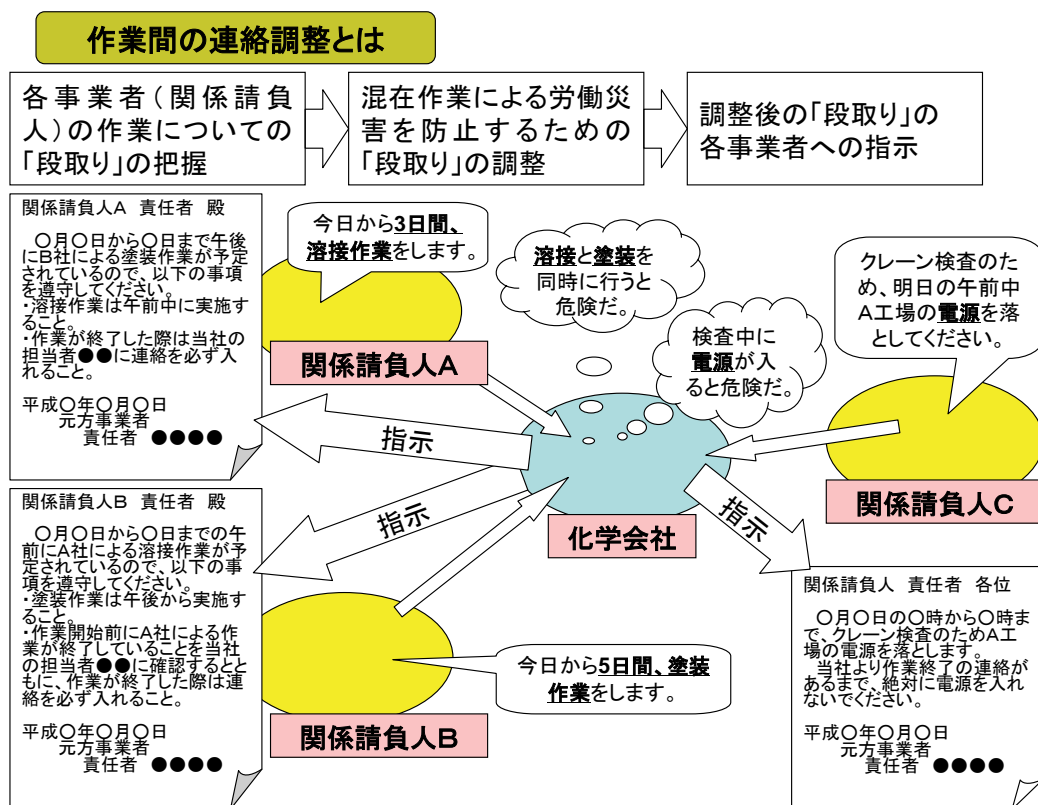 作業間の連絡調整とは
各事業者(関係請負
人)の作業についての
「段取り」の把握
混在作業による労働災
害を防止するための
「段取り」の調整
調整後の「段取り」の
各事業者への指示
関係請負人A 責任者 殿
〇月〇日から〇日まで午後
にB社による塗装作業が予定
されているので、以下の事項
を遵守してください。
・溶接作業は午前中に実施す
ること。
・作業が終了した際は当社の
担当者●●に連絡を必ず入
れること。
平成〇年〇月〇日
元方事業者
責任者 ●●●●
今日から3日間、
溶接作業をします。
関係請負人A
溶接と塗装を
同時に行うと
危険だ。
検査中に
電源が入
ると危険だ。
クレーン検査のた
め、明日の午前中
A工場の電源を落
としてください。
関係請負人C
指示
指示
指示
化学会社
関係請負人B 責任者 殿
〇月〇日から〇日までの午
前にA社による溶接作業が予
定されているので、以下の事
項を遵守してください。
・塗装作業は午後から実施す
ること。
・作業開始前にA社による作
業が終了していることを当社
の担当者●●に確認するとと
もに、作業が終了した際は連
絡を必ず入れること。
平成〇年〇月〇日
元方事業者
責任者 ●●●●
今日から5日間、塗装
作業をします。
関係請負人B
関係請負人 責任者 各位
〇月〇日の〇時から〇時ま
で、クレーン検査のためA工
場の電源を落とします。
当社より作業終了の連絡が
あるまで、絶対に電源を入れ
ないでください。
平成〇年〇月〇日
元方事業者
責任者 ●●●●